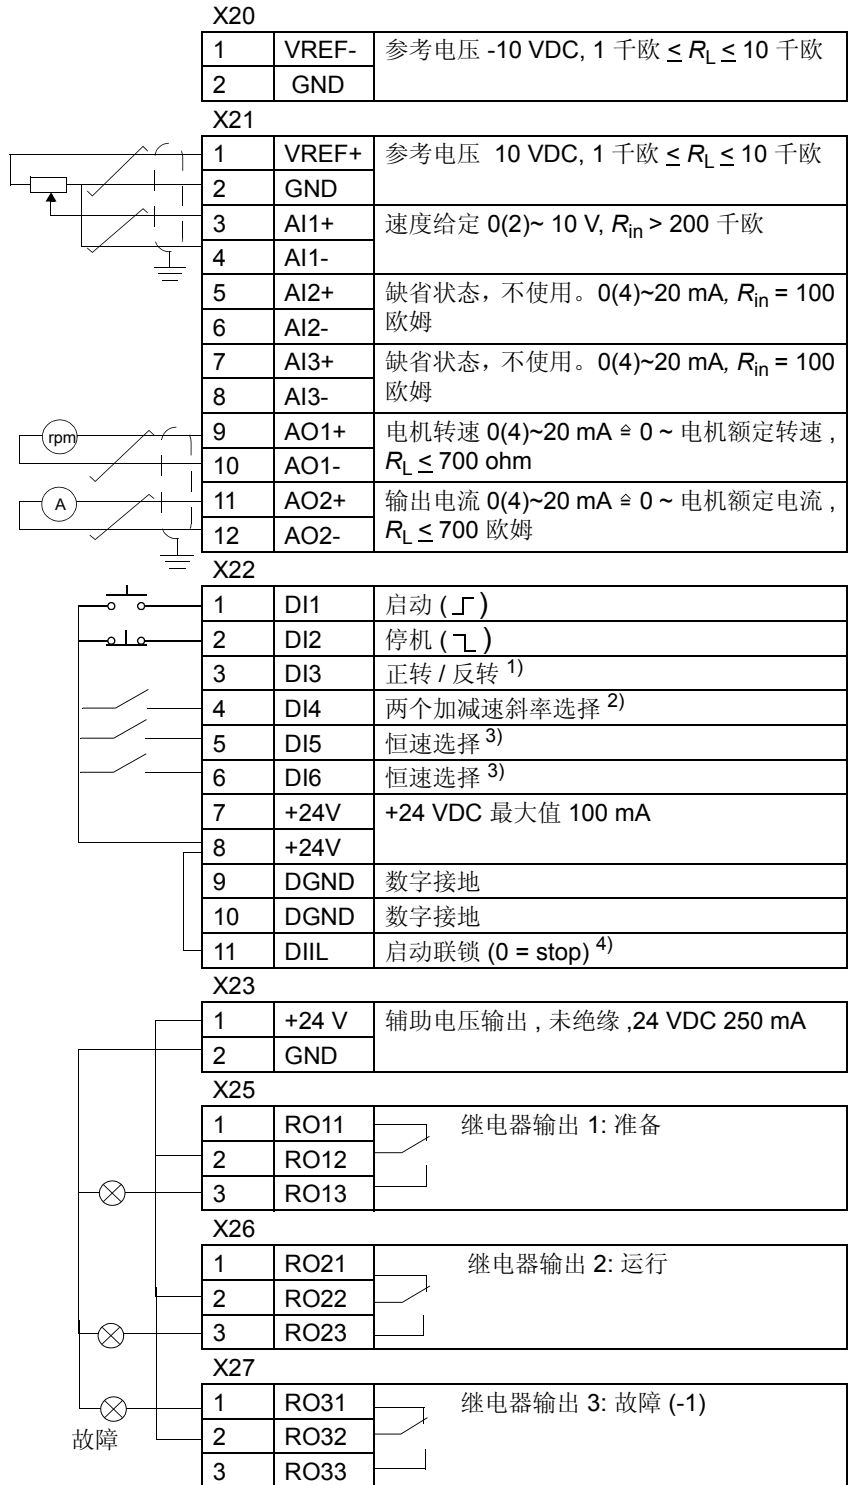 X20
1 VREF- 参考电压 -10 VDC, 1 千欧 ≤ RL ≤ 10 千欧
2 GND
X21
1 VREF+ 参考电压 10 VDC, 1 千欧 ≤ RL ≤ 10 千欧
2 GND
3 AI1+ 速度给定 0(2)~ 10 V, Rin > 200 千欧
4 AI1-
5 AI2+ 缺省状态，不使用。0(4)~20 mA, Rin = 100
6 AI2- 欧姆
7 AI3+ 缺省状态，不使用。0(4)~20 mA, Rin = 100
8 AI3- 欧姆
rpm 9 AO1+ 电机转速 0(4)~20 mA ≙ 0 ~ 电机额定转速 ,
10 AO1- RL ≤ 700 ohm
A 11 AO2+ 输出电流 0(4)~20 mA ≙ 0 ~ 电机额定电流 ,
12 AO2- RL ≤ 700 欧姆
X22
1 DI1 启动 ( )
2 DI2 停机 ( )
3 DI3 正转 / 反转 1)
4 DI4 两个加减速斜率选择 2)
5 DI5 恒速选择 3)
6 DI6 恒速选择 3)
7 +24V +24 VDC 最大值 100 mA
8 +24V
9 DGND 数字接地
10 DGND 数字接地
11 DIIL 启动联锁 (0 = stop) 4)
X23
1 +24 V 辅助电压输出 , 未绝缘 ,24 VDC 250 mA
2 GND
X25
1 RO11 继电器输出 1: 准备
2 RO12
3 RO13
X26
1 RO21 继电器输出 2: 运行
2 RO22
3 RO23
X27
1 RO31 继电器输出 3: 故障 (-1)
故障 2 RO32
3 RO33